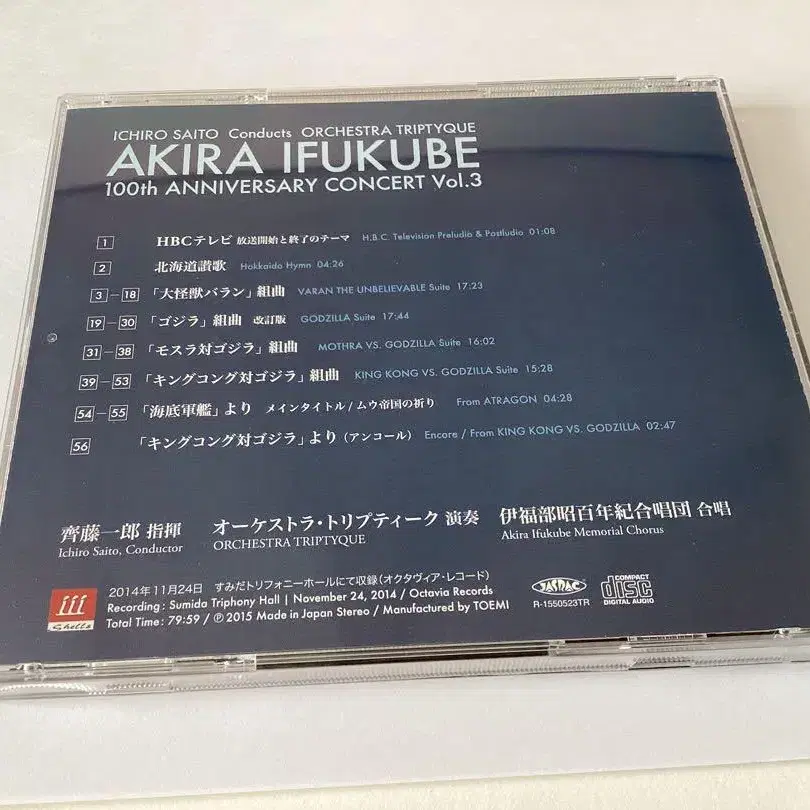 ICHIRO SAITO Conducts ORCHESTRA TRIPTYQUE
AKIRA IFUKUBE
100th ANNIVERSARY CONCERT Vol.3
1 HBCテレビ 放送開始と終了のテーマ H.B.C. Television Preludio & Postludio 01:08
2 北海道讃歌 Hokkaido Hymn 04:26
3-18 「大怪獣バラン」組曲 VARAN THE UNBELIEVABLE Suite 17:23
19-30 「ゴジラ」組曲 改訂版 GODZILLA Suite 17:44
31-38 「モスラ対ゴジラ」組曲 MOTHRA VS. GODZILLA Suite 16:02
39-53 「キングコング対ゴジラ」組曲 KING KONG VS. GODZILLA Suite 15:28
54-55 「海底軍艦」より メインタイトル/ムウ帝国の祈り From ATRAGON 04:28
56 「キングコング対ゴジラ」より(アンコール) Encore / From KING KONG VS. GODZILLA 02:47
齊藤一郎 指揮 オーケストラ・トリプティーク 演奏 伊福部昭百年紀合唱団 合唱
Ichiro Saito, Conductor ORCHESTRA TRIPTYQUE Akira Ifukube Memorial Chorus
2014年11月24日 すみだトリフォニーホールにて収録(オクタヴィア・レコード)
Recording : Sumida Triphony Hall | November 24, 2014 / Octavia Records
Total Time : 79:59 / ℗ 2015 Made in Japan Stereo / Manufactured by TOEMI
iii
Shells
JASRAC
R-1550523TR
COMPACT
disc
DIGITAL AUDIO